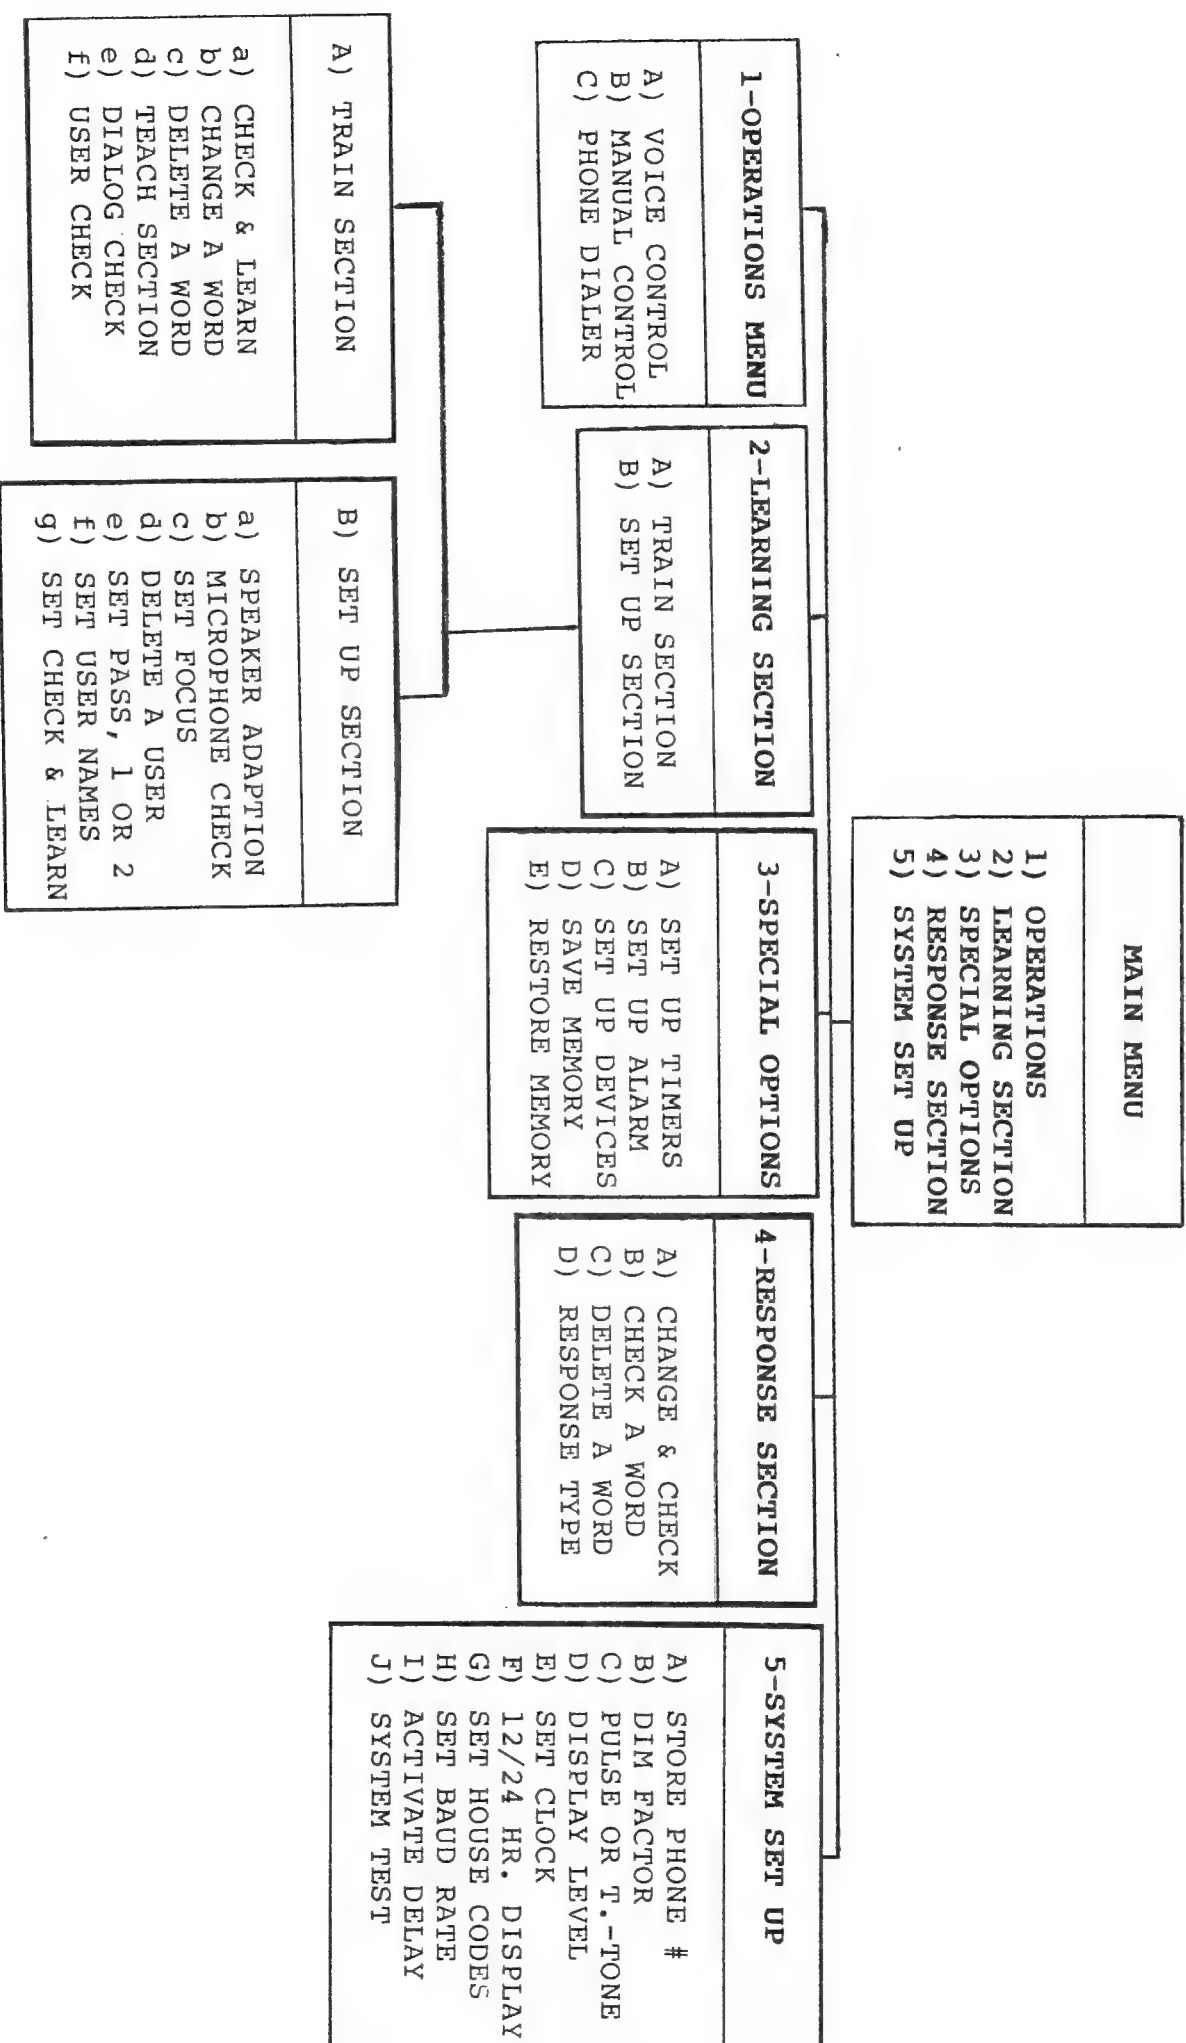 MAIN MENU
1) OPERATIONS
2) LEARNING SECTION
3) SPECIAL OPTIONS
4) RESPONSE SECTION
5) SYSTEM SET UP
1-OPERATIONS MENU
A) VOICE CONTROL
B) MANUAL CONTROL
C) PHONE DIALER
2-LEARNING SECTION
A) TRAIN SECTION
B) SET UP SECTION
3-SPECIAL OPTIONS
A) SET UP TIMERS
B) SET UP ALARM
C) SET UP DEVICES
D) SAVE MEMORY
E) RESTORE MEMORY
4-RESPONSE SECTION
A) CHANGE & CHECK
B) CHECK A WORD
C) DELETE A WORD
D) RESPONSE TYPE
5-SYSTEM SET UP
A) STORE PHONE #
B) DIM FACTOR
C) PULSE OR T.-TONE
D) DISPLAY LEVEL
E) SET CLOCK
F) 12/24 HR. DISPLAY
G) SET HOUSE CODES
H) SET BAUD RATE
I) ACTIVATE DELAY
J) SYSTEM TEST
A) TRAIN SECTION
a) CHECK & LEARN
b) CHANGE A WORD
c) DELETE A WORD
d) TEACH SECTION
e) DIALOG CHECK
f) USER CHECK
B) SET UP SECTION
a) SPEAKER ADAPTION
b) MICROPHONE CHECK
c) SET FOCUS
d) DELETE A USER
e) SET PASS, 1 OR 2
f) SET USER NAMES
g) SET CHECK & LEARN